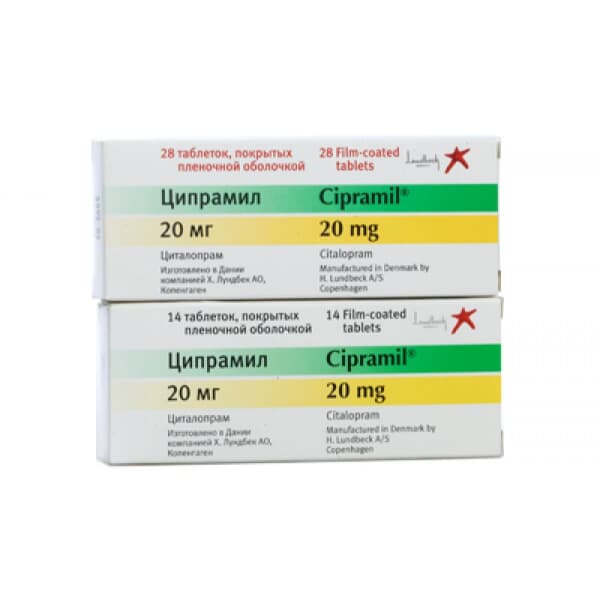 28 таблеток, покрытых
пленочной оболочкой
28 Film-coated
tablets
Lundbeck
Ципрамил
Cipramil®
20 мг
20 mg
Циталопрам
Citalopram
Изготовлено в Дании
компанией Х. Лундбек АО,
Копенгаген
Manufactured in Denmark by
H. Lundbeck A/S
Copenhagen
14 таблеток, покрытых
пленочной оболочкой
14 Film-coated
tablets
Lundbeck
Ципрамил
Cipramil®
20 мг
20 mg
Циталопрам
Citalopram
Изготовлено в Дании
компанией Х. Лундбек АО,
Копенгаген
Manufactured in Denmark by
H. Lundbeck A/S
Copenhagen